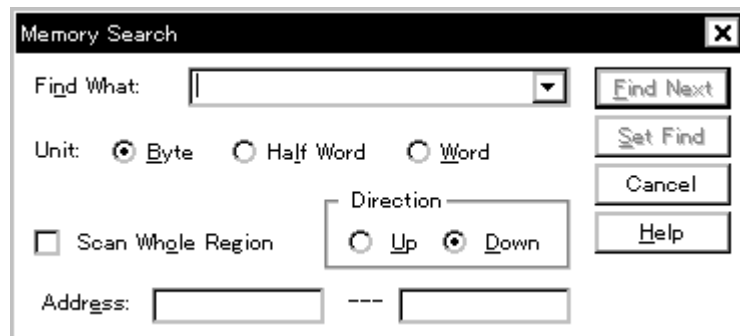 Memory Search
Find What:
Find Next
Unit: Byte Half Word Word
Set Find
Cancel
Direction
Scan Whole Region
Up Down
Help
Address: ---